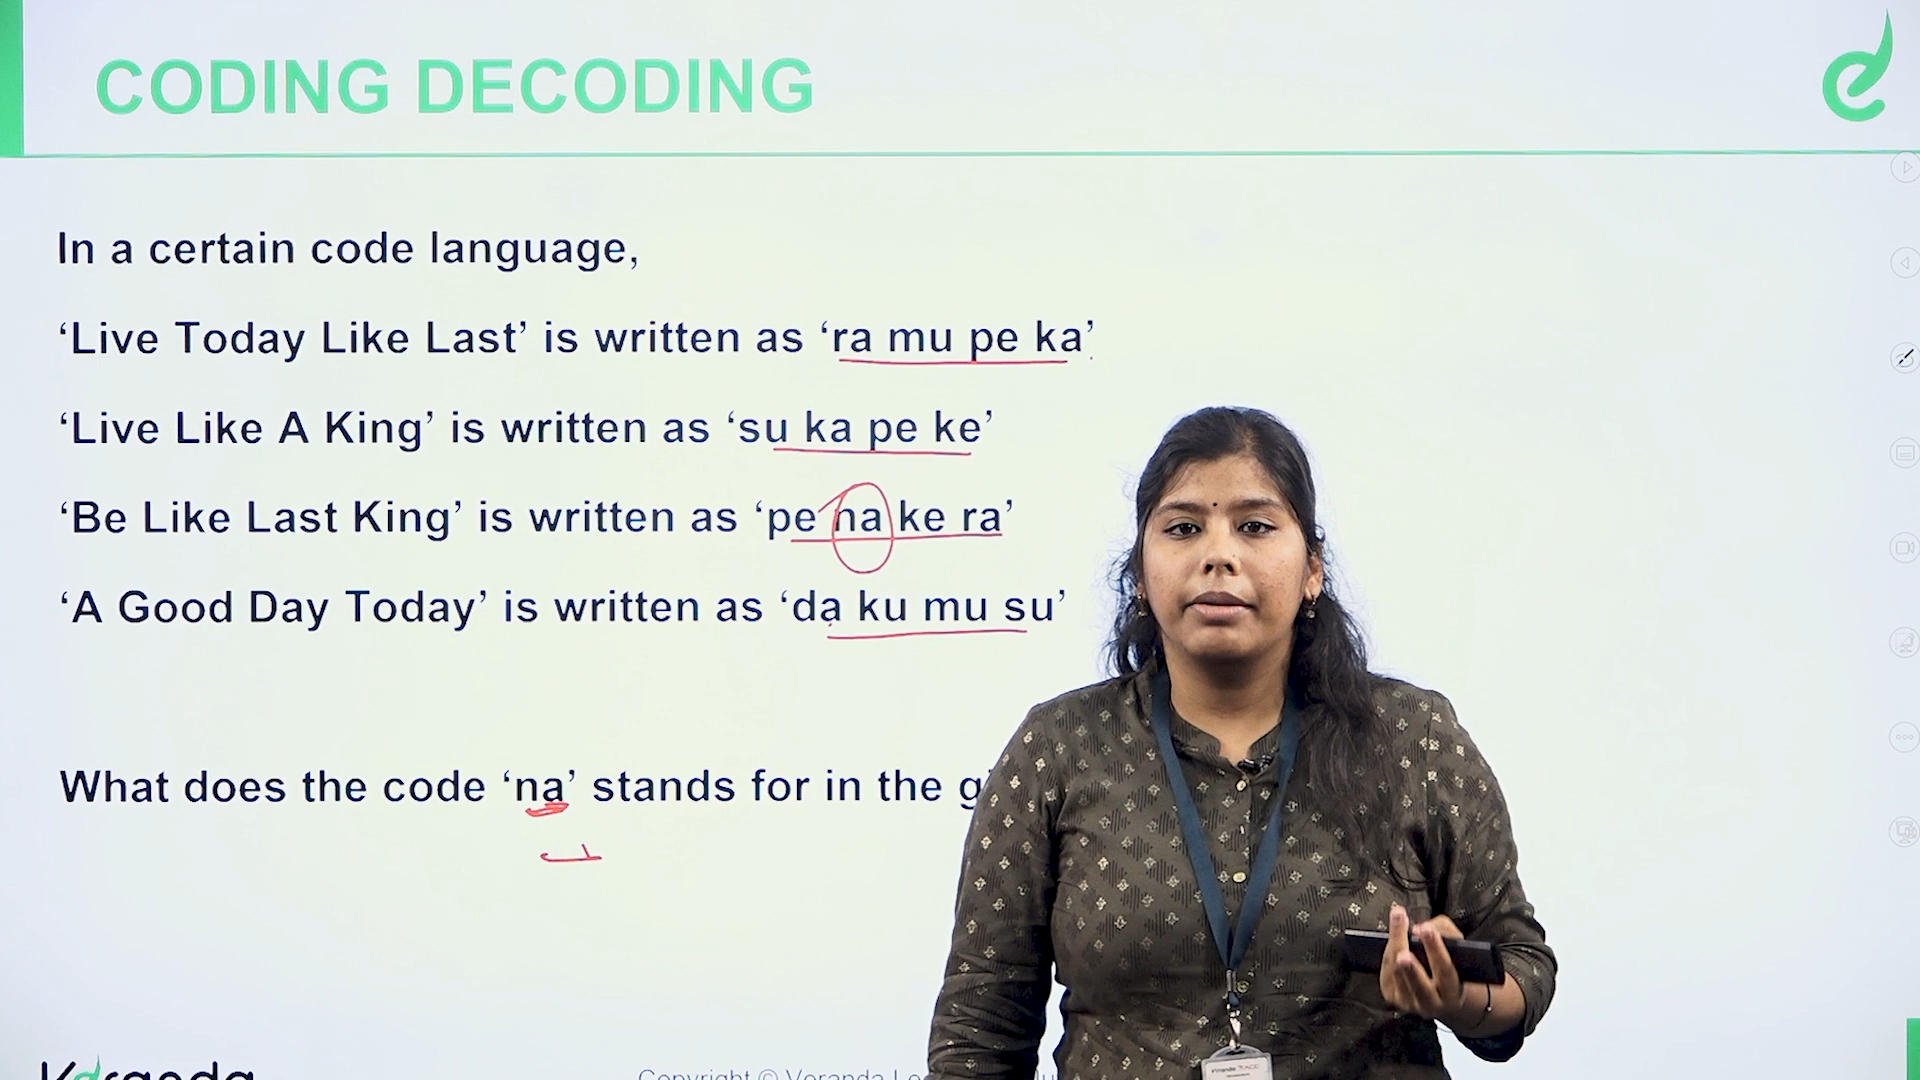 CODING DECODING
In a certain code language,
‘Live Today Like Last’ is written as ‘ra mu pe ka’
‘Live Like A King’ is written as ‘su ka pe ke’
‘Be Like Last King’ is written as ‘pe na ke ra’
‘A Good Day Today’ is written as ‘da ku mu su’
What does the code ‘na’ stands for in the
Copyright © Veranda